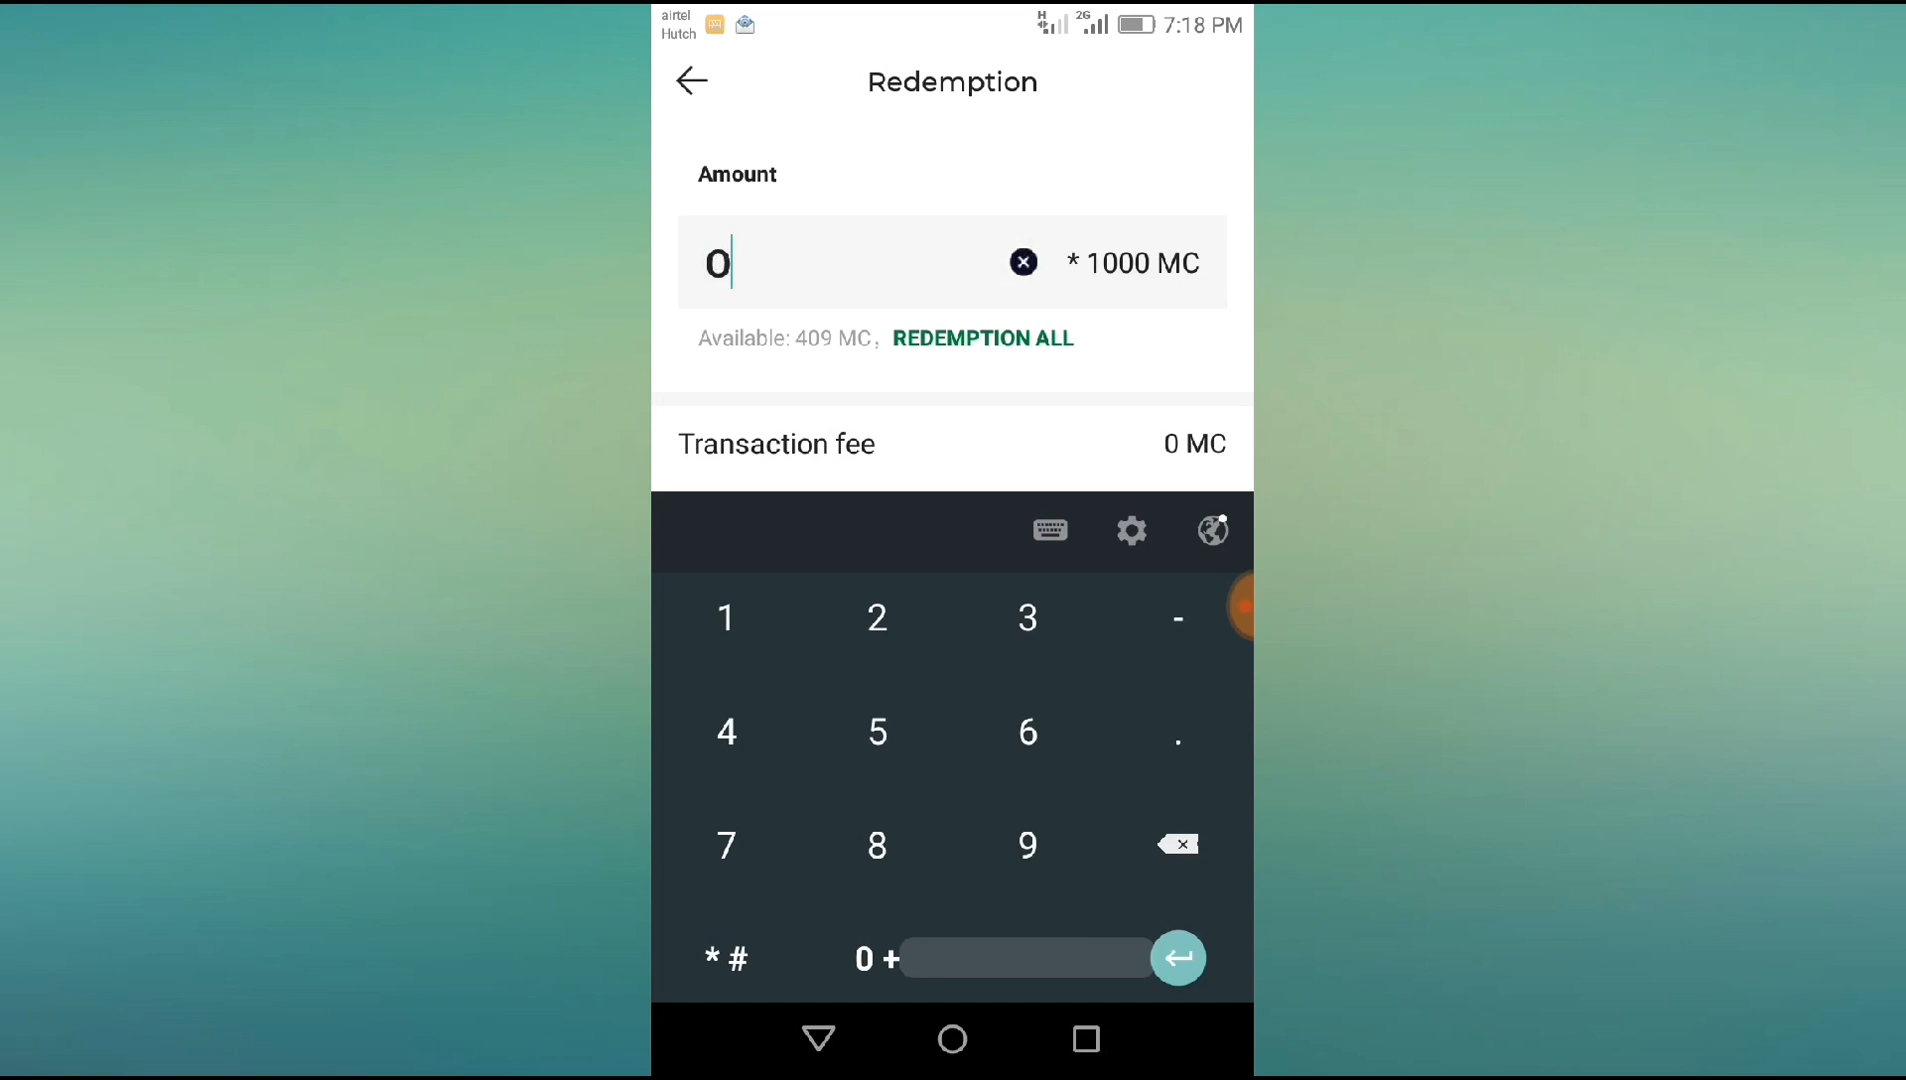 airtel
Hutch
H 2G 7:18 PM
Redemption
Amount
0 * 1000 MC
Available: 409 MC, REDEMPTION ALL
Transaction fee 0 MC
1 2 3 -
4 5 6 .
7 8 9
* # 0 +